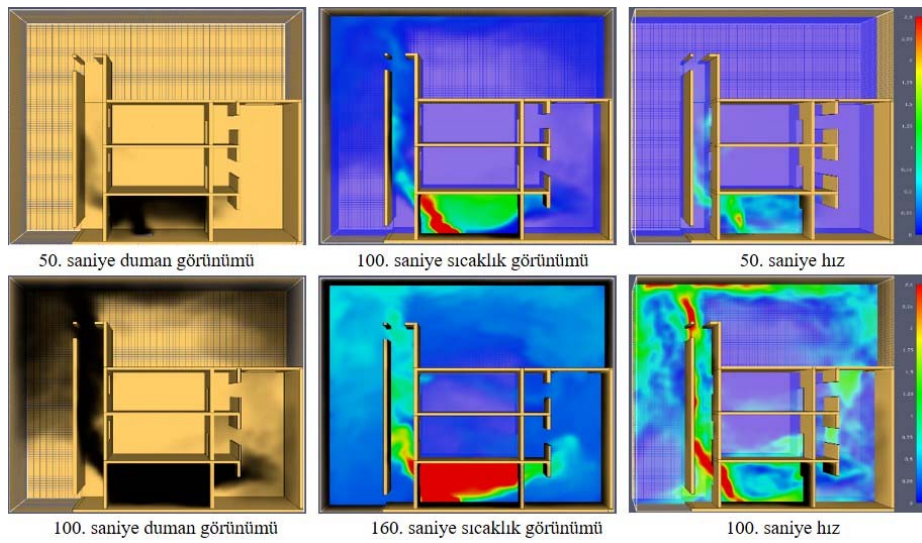 50. saniye duman görünümü
100. saniye sıcaklık görünümü
50. saniye hız
100. saniye duman görünümü
160. saniye sıcaklık görünümü
100. saniye hız